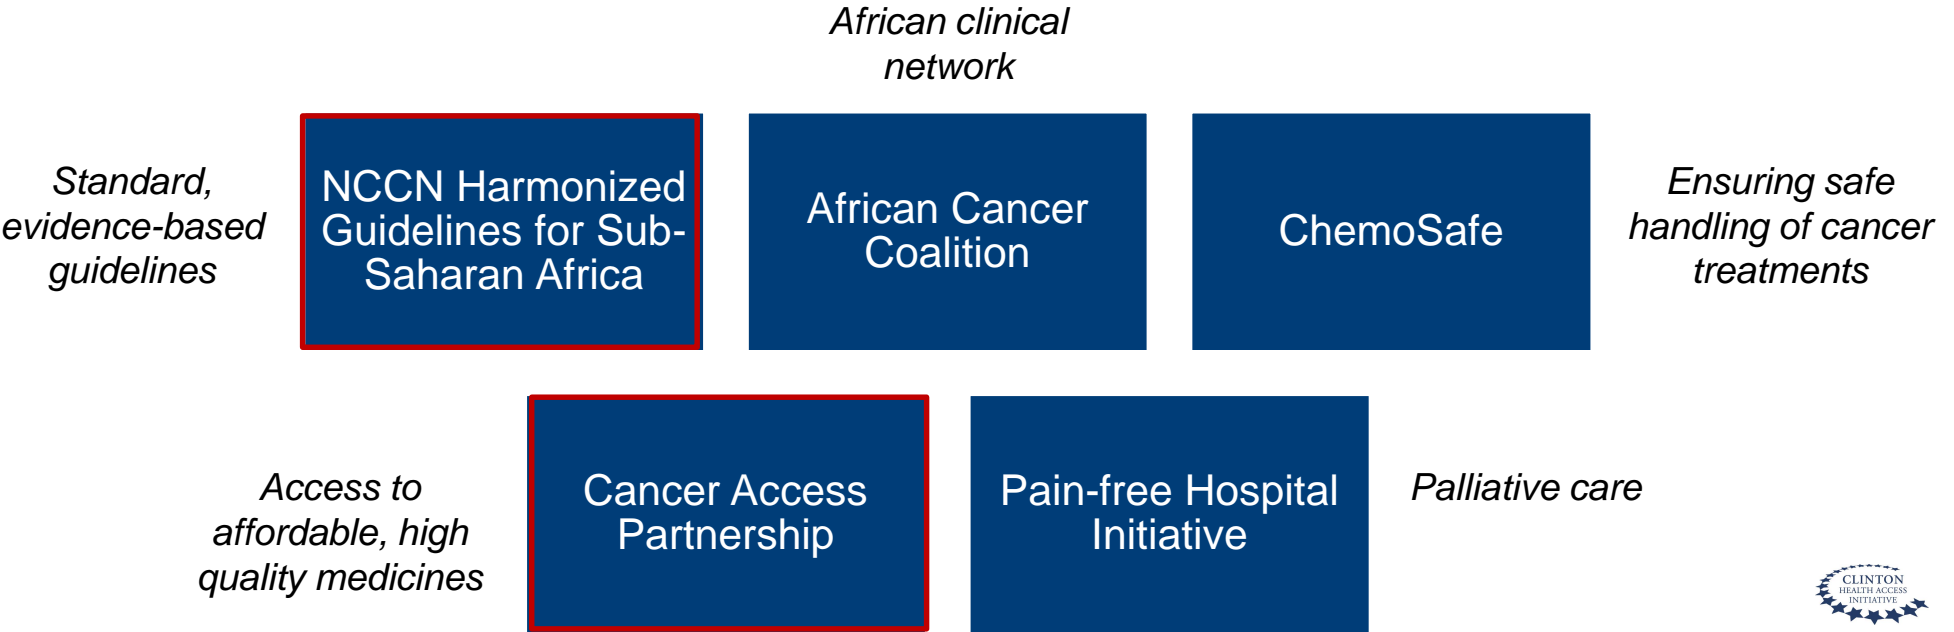 African clinical
network
Standard,
evidence-based
guidelines
NCCN Harmonized
Guidelines for Sub-
Saharan Africa
African Cancer
Coalition
ChemoSafe
Ensuring safe
handling of cancer
treatments
Access to
affordable, high
quality medicines
Cancer Access
Partnership
Pain-free Hospital
Initiative
Palliative care
CLINTON
HEALTH ACCESS
INITIATIVE